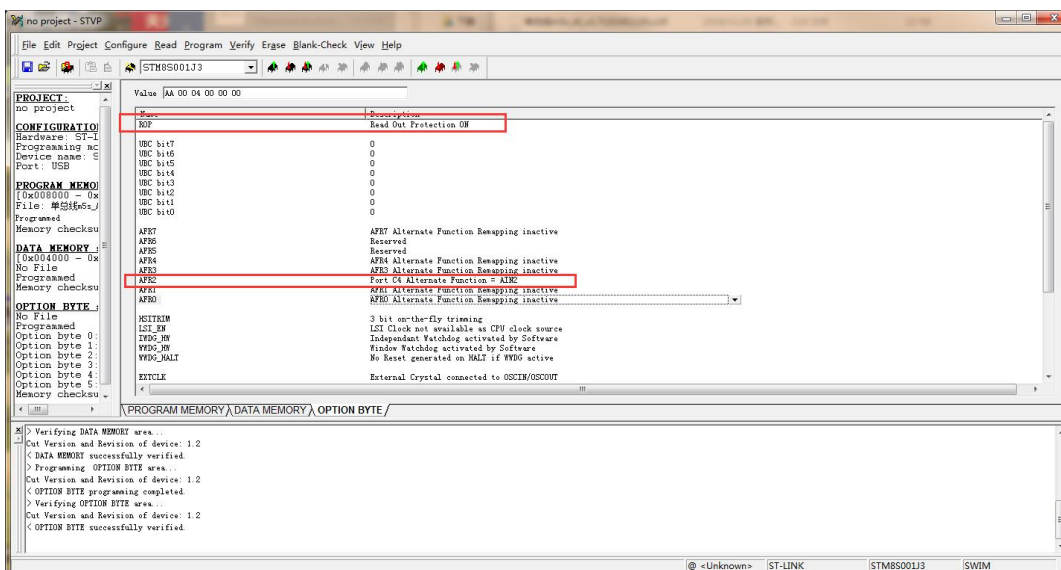 no project - STVP
File Edit Project Configure Read Program Verify Erase Blank-Check View Help
STM8S001J3
PROJECT:
no project
CONFIGURATIO
Hardware: ST-L
Programming mo
Device name: S
Port: USB
PROGRAM MEMO
[0x008000 - 0x
File: 单总线m5s_A
Programmed
Memory checksu
DATA MEMORY :
[0x004000 - 0x
No File
Programmed
Memory checksu
OPTION BYTE :
No File
Programmed
Option byte 0:
Option byte 1:
Option byte 2:
Option byte 3:
Option byte 4:
Option byte 5:
Memory checksu
Value AA 00 04 00 00 00
Name Description
ROP Read Out Protection ON
UBC bit7 0
UBC bit6 0
UBC bit5 0
UBC bit4 0
UBC bit3 0
UBC bit2 0
UBC bit1 0
UBC bit0 0
AFR7 AFR7 Alternate Function Remapping inactive
AFR6 Reserved
AFR5 Reserved
AFR4 AFR4 Alternate Function Remapping inactive
AFR3 AFR3 Alternate Function Remapping inactive
AFR2 Port C4 Alternate Function = AIN2
AFR1 AFR1 Alternate Function Remapping inactive
AFR0 AFR0 Alternate Function Remapping inactive
HSITRIM 3 bit on-the-fly trimming
LSI_EN LSI Clock not available as CPU clock source
IWDG_HW Independant Watchdog activated by Software
WWDG_HW Window Watchdog activated by Software
WWDG_HALT No Reset generated on HALT if WWDG active
EXTCLK External Crystal connected to OSCIN/OSCOUT
PROGRAM MEMORY DATA MEMORY OPTION BYTE
> Verifying DATA MEMORY area...
Cut Version and Revision of device: 1.2
< DATA MEMORY successfully verified.
> Programming OPTION BYTE area...
Cut Version and Revision of device: 1.2
< OPTION BYTE programming completed.
> Verifying OPTION BYTE area...
Cut Version and Revision of device: 1.2
< OPTION BYTE successfully verified.
@ <Unknown> ST-LINK STM8S001J3 SWIM